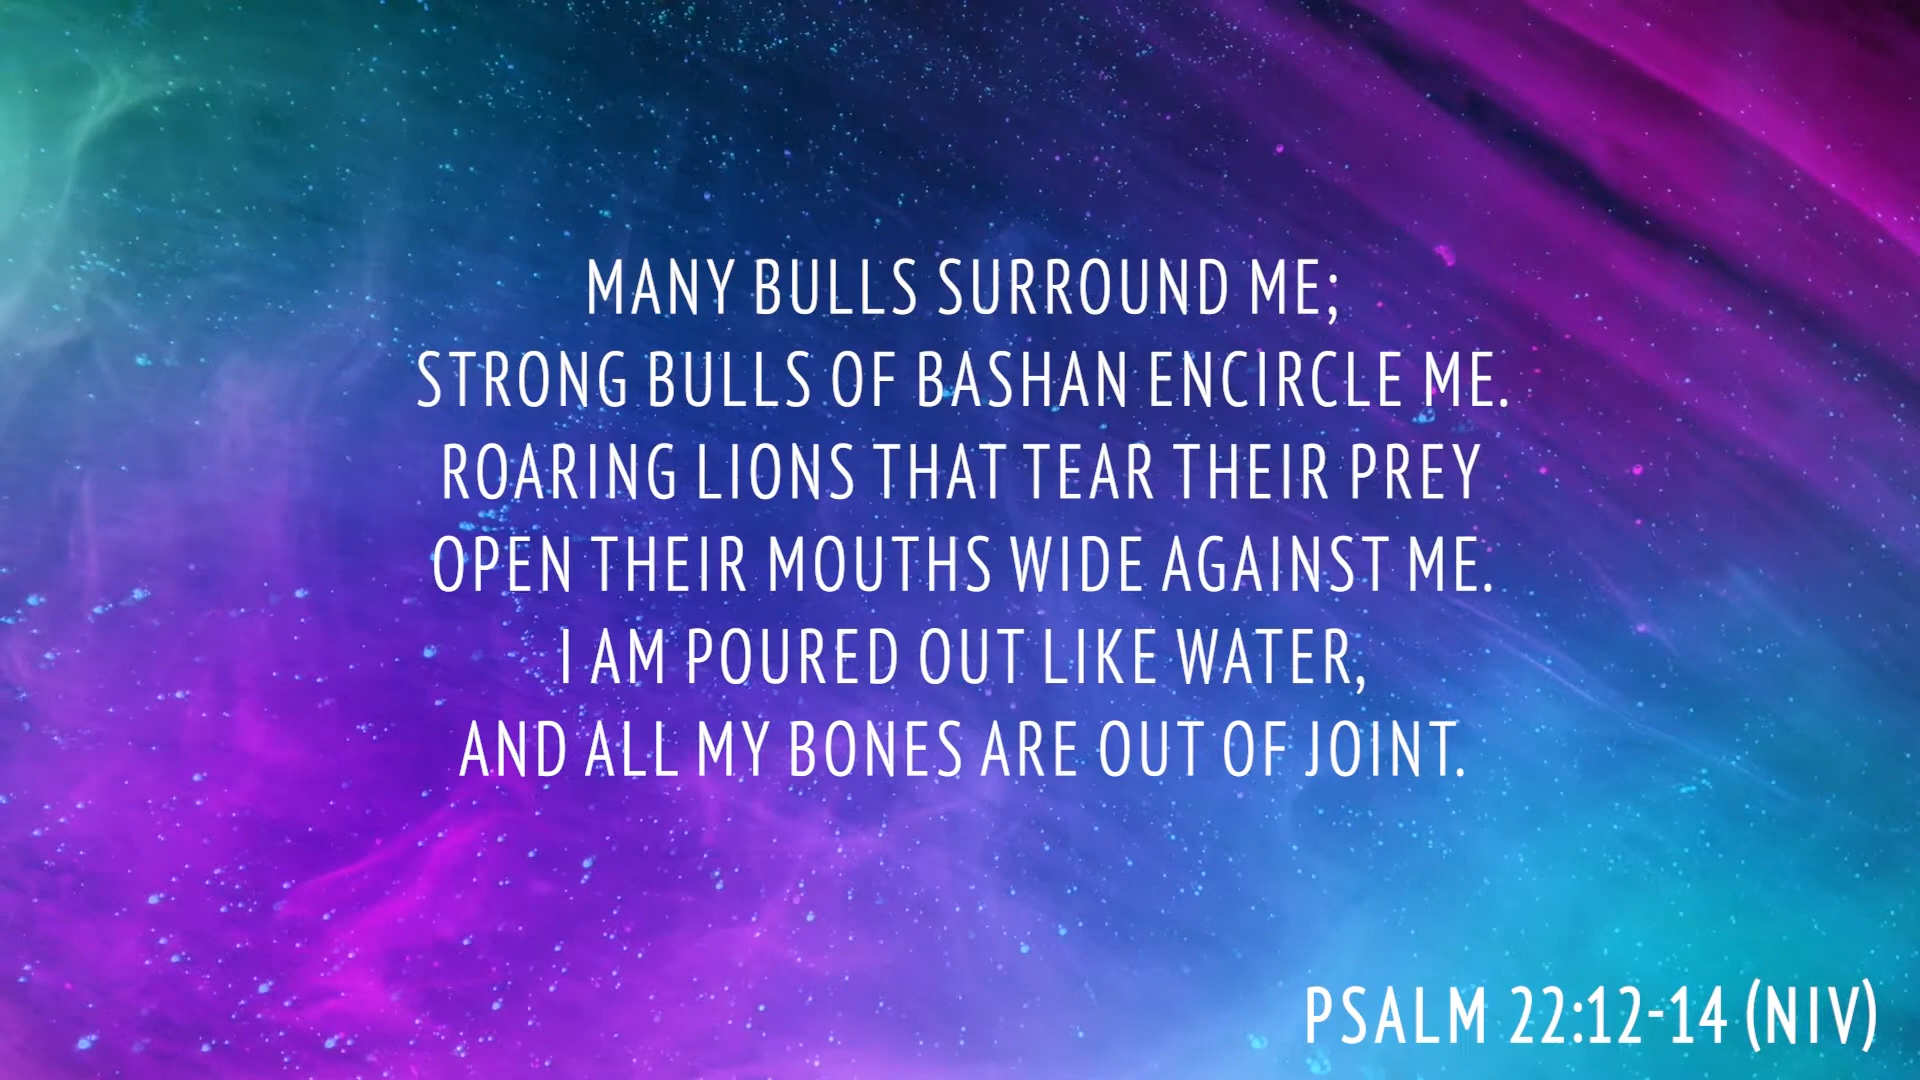 MANY BULLS SURROUND ME;
STRONG BULLS OF BASHAN ENCIRCLE ME.
ROARING LIONS THAT TEAR THEIR PREY
OPEN THEIR MOUTHS WIDE AGAINST ME.
I AM POURED OUT LIKE WATER,
AND ALL MY BONES ARE OUT OF JOINT.
PSALM 22:12-14 (NIV)